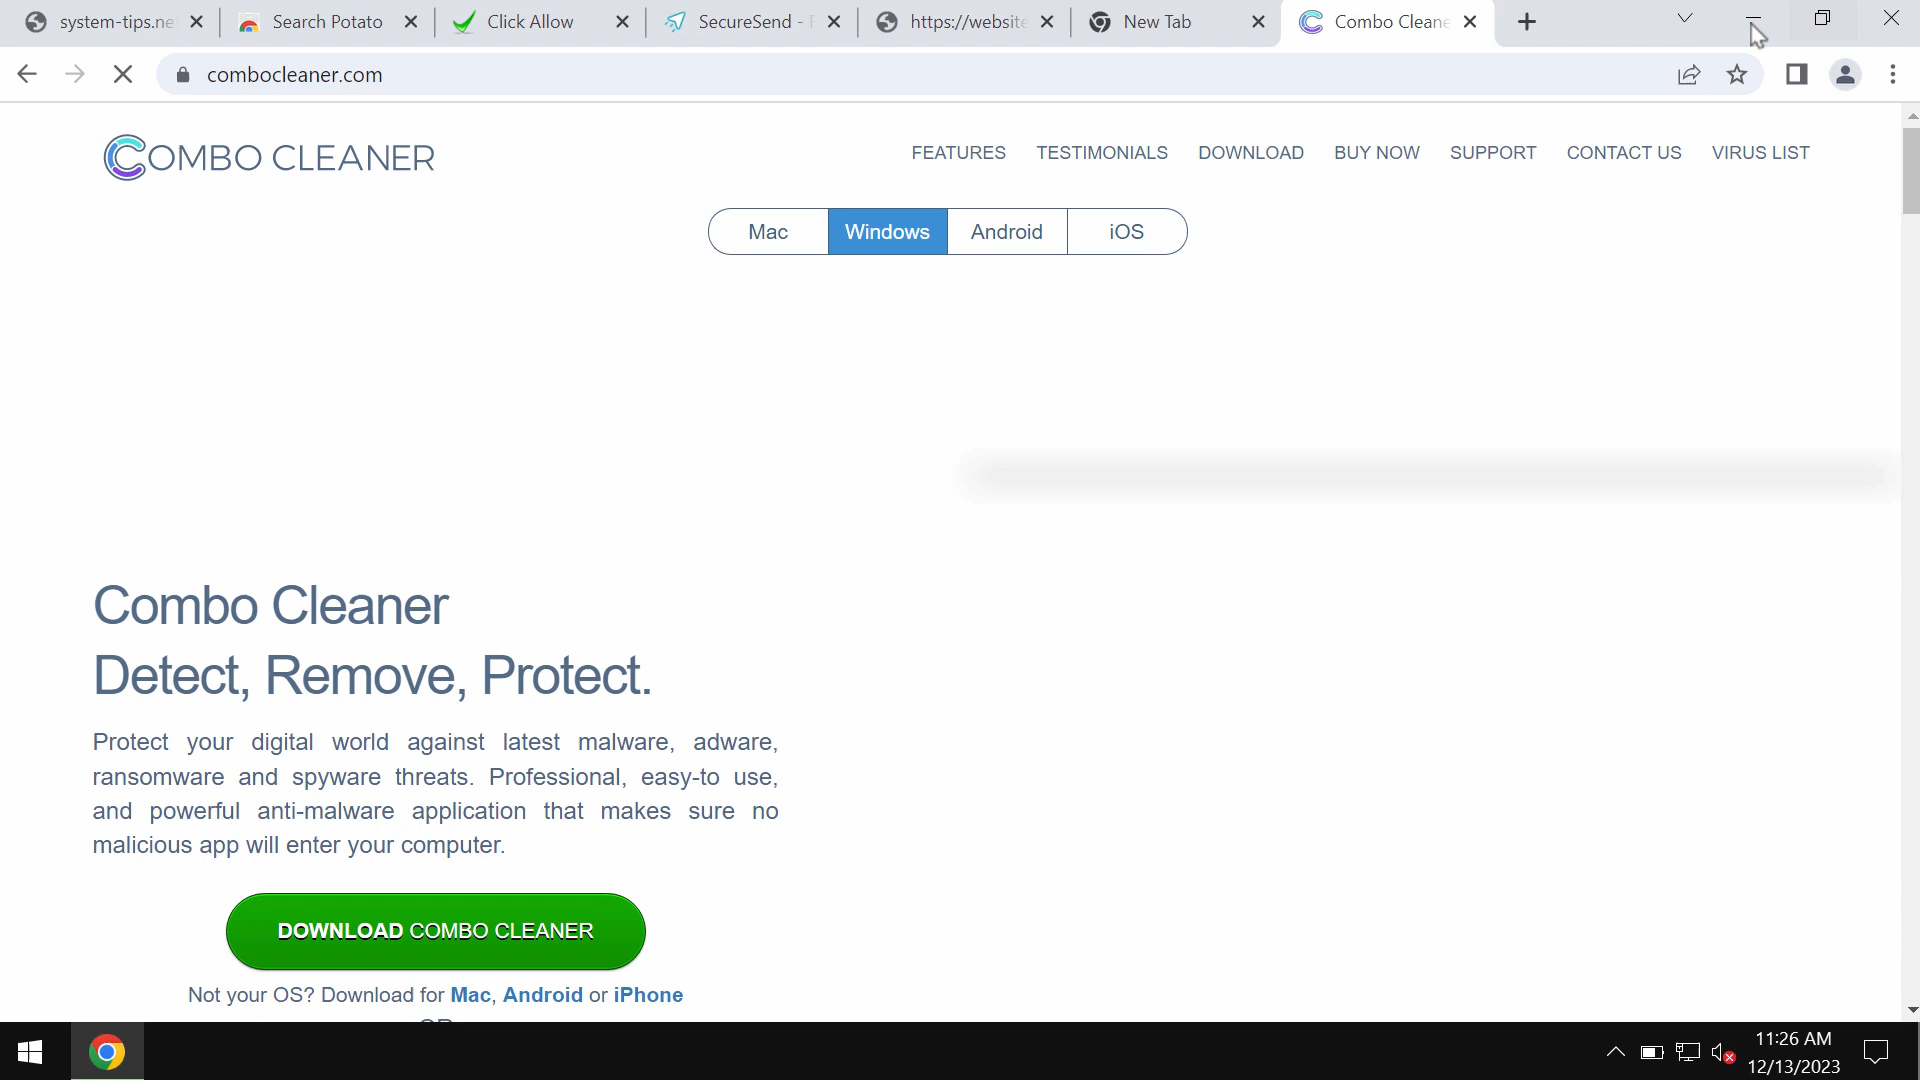 system-tips.ne
Search Potato
Click Allow
SecureSend -
https://website
New Tab
Combo Cleane
combocleaner.com
COMBO CLEANER
FEATURES TESTIMONIALS DOWNLOAD BUY NOW SUPPORT CONTACT US VIRUS LIST
Mac Windows Android iOS
Combo Cleaner
Detect, Remove, Protect.
Protect your digital world against latest malware, adware,
ransomware and spyware threats. Professional, easy-to use,
and powerful anti-malware application that makes sure no
malicious app will enter your computer.
DOWNLOAD COMBO CLEANER
Not your OS? Download for Mac, Android or iPhone
11:26 AM
12/13/2023